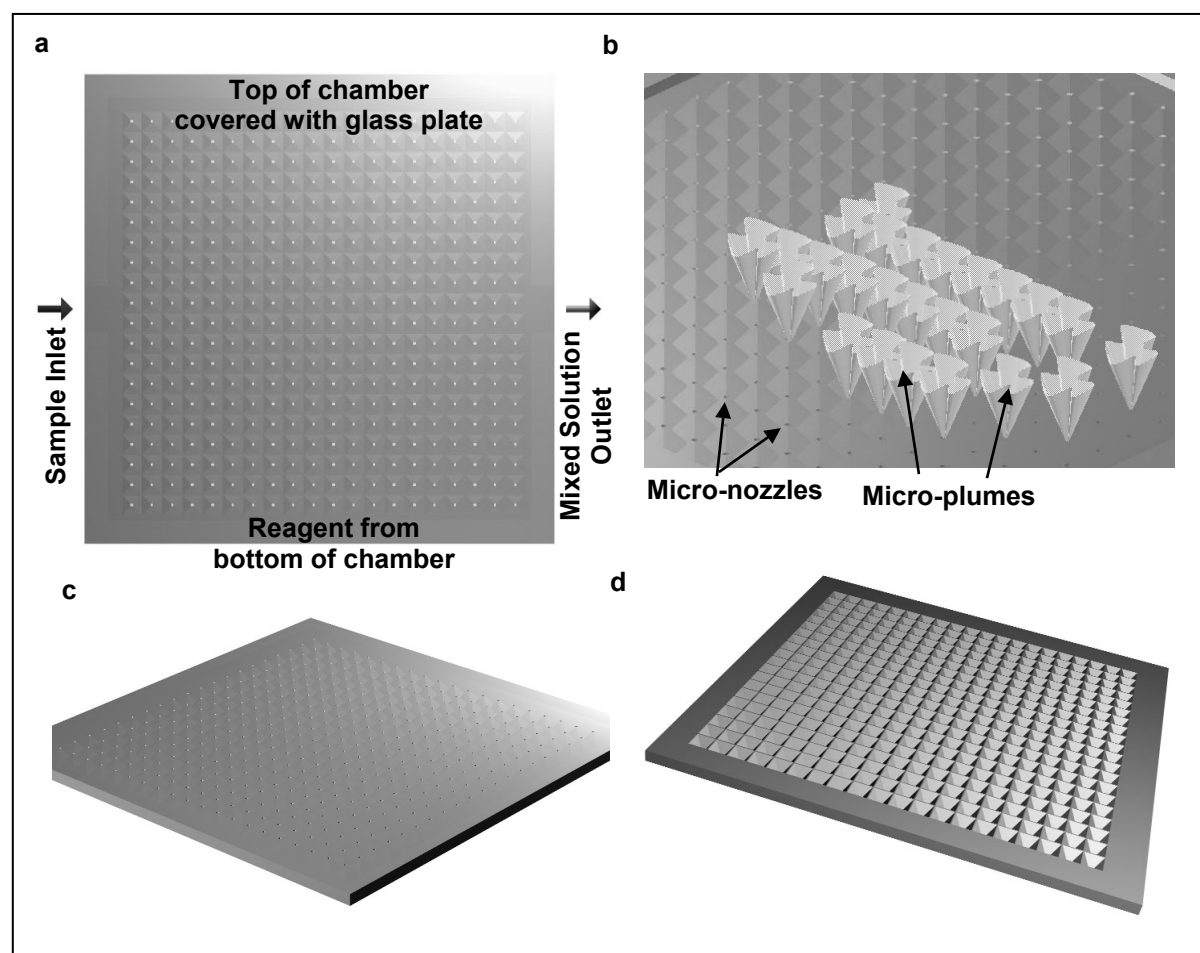 a
Top of chamber
covered with glass plate
Sample Inlet
Mixed Solution
Outlet
Reagent from
bottom of chamber
b
Micro-nozzles
Micro-plumes
c
d